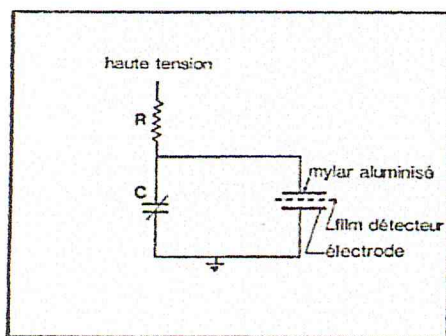 haute tension
R
C
mylar aluminisé
film détecteur
électrode